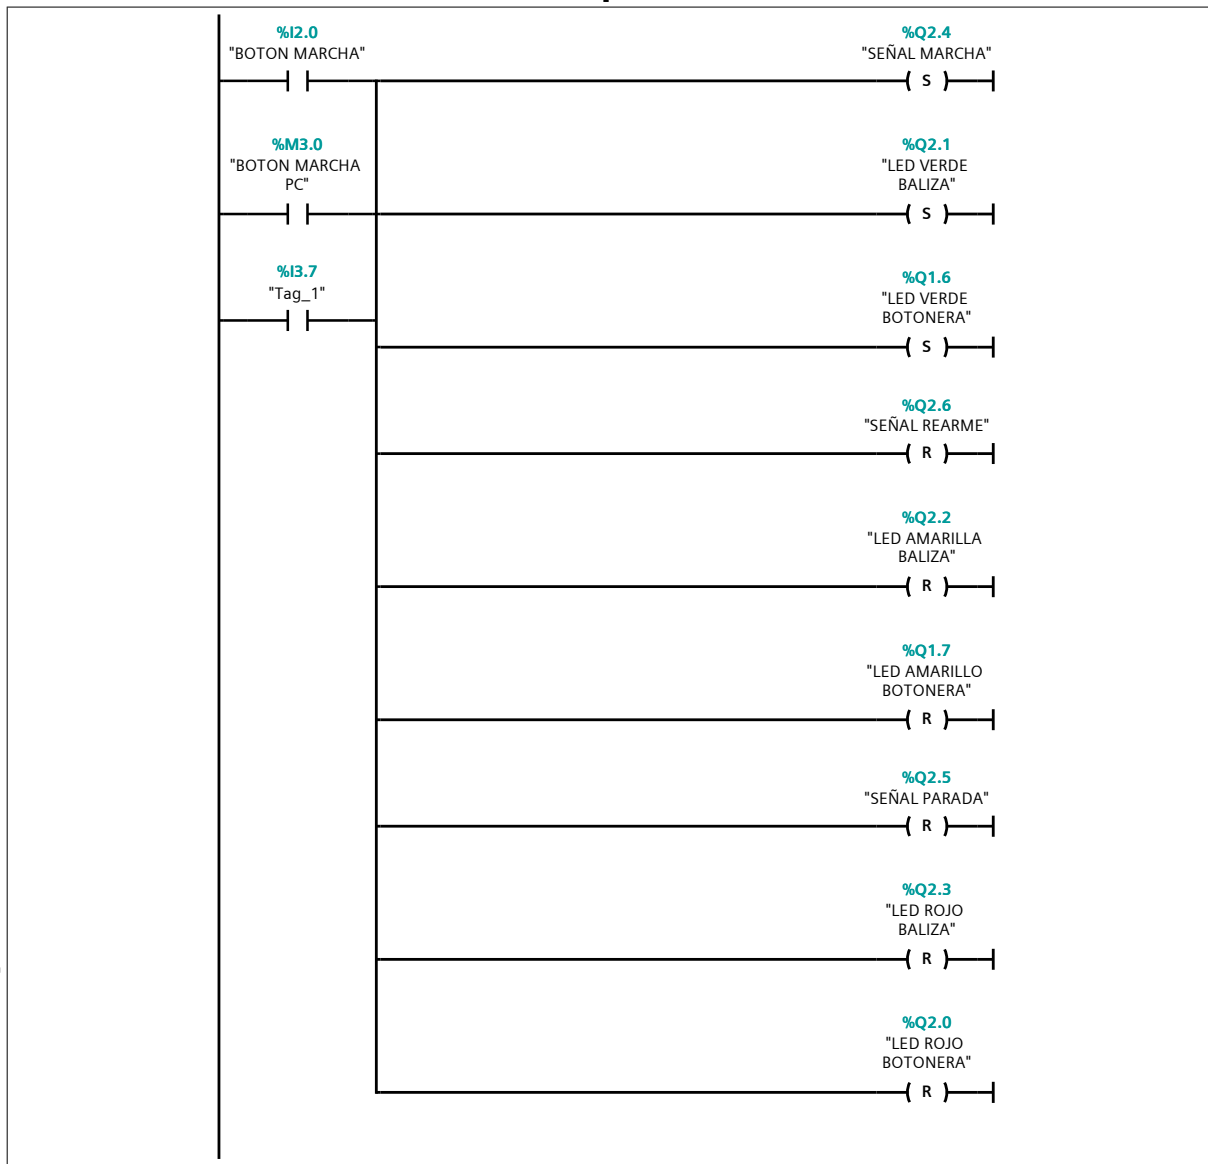 %I2.0
"BOTON MARCHA"
%Q2.4
"SEÑAL MARCHA"
S
%M3.0
"BOTON MARCHA
PC"
%Q2.1
"LED VERDE
BALIZA"
S
%I3.7
"Tag_1"
%Q1.6
"LED VERDE
BOTONERA"
S
%Q2.6
"SEÑAL REARME"
R
%Q2.2
"LED AMARILLA
BALIZA"
R
%Q1.7
"LED AMARILLO
BOTONERA"
R
%Q2.5
"SEÑAL PARADA"
R
%Q2.3
"LED ROJO
BALIZA"
R
%Q2.0
"LED ROJO
BOTONERA"
R